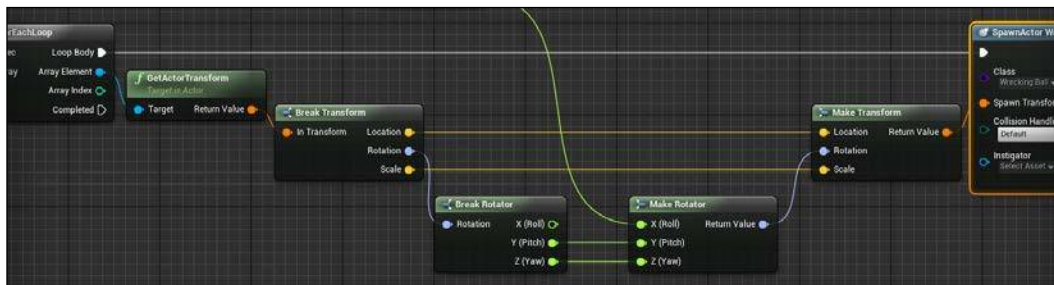 rEachLoop
ec
Loop Body
ray
Array Element
Array Index
Completed
GetActorTransform
Target is Actor
Target
Return Value
Break Transform
In Transform
Location
Rotation
Scale
Break Rotator
Rotation
X (Roll)
Y (Pitch)
Z (Yaw)
Make Rotator
X (Roll)
Return Value
Y (Pitch)
Z (Yaw)
Make Transform
Location
Return Value
Rotation
Scale
SpawnActor Wr
Class
Wrecking Ball
Spawn Transfor
Collision Handli
Default
Instigator
Select Asset